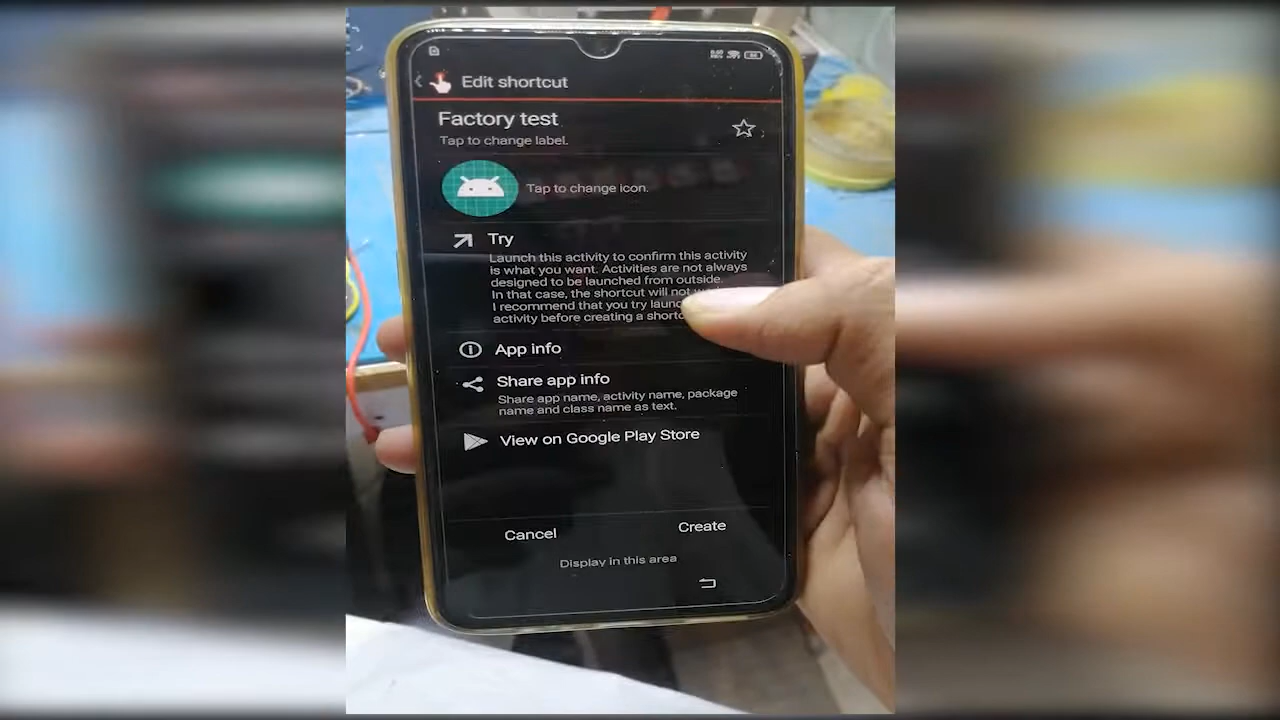 Edit shortcut
Factory test
Tap to change label.
Tap to change icon.
Try
Launch this activity to confirm this activity
is what you want. Activities are not always
designed to be launched from outside.
In that case, the shortcut will not
I recommend that you try
activity before creating a
App info
Share app info
Share app name, activity name, package
name and class name as text.
View on Google Play Store
Cancel
Create
Display in this area